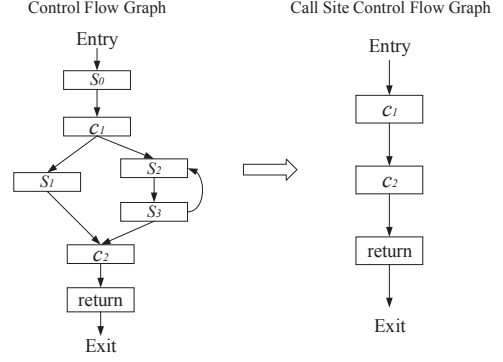 Control Flow Graph
Entry
S0
c1
S1
S2
S3
c2
return
Exit
Call Site Control Flow Graph
Entry
c1
c2
return
Exit